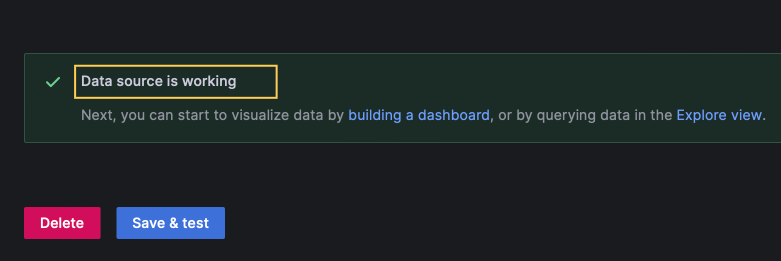 Data source is working
Next, you can start to visualize data by building a dashboard, or by querying data in the Explore view.
Delete
Save & test